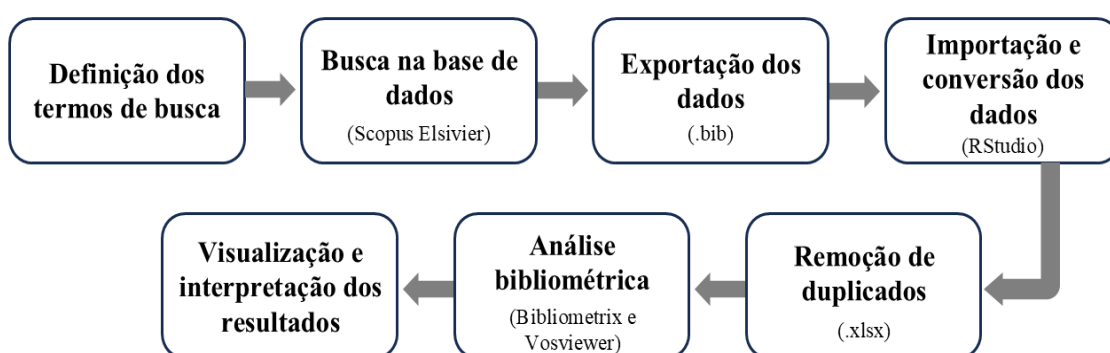 Definição dos
termos de busca
Busca na base de
dados
(Scopus Elsivier)
Exportação dos
dados
(.bib)
Importação e
conversão dos
dados
(RStudio)
Remoção de
duplicados
(.xlsx)
Análise
bibliométrica
(Bibliometrix e
Vosviewer)
Visualização e
interpretação dos
resultados